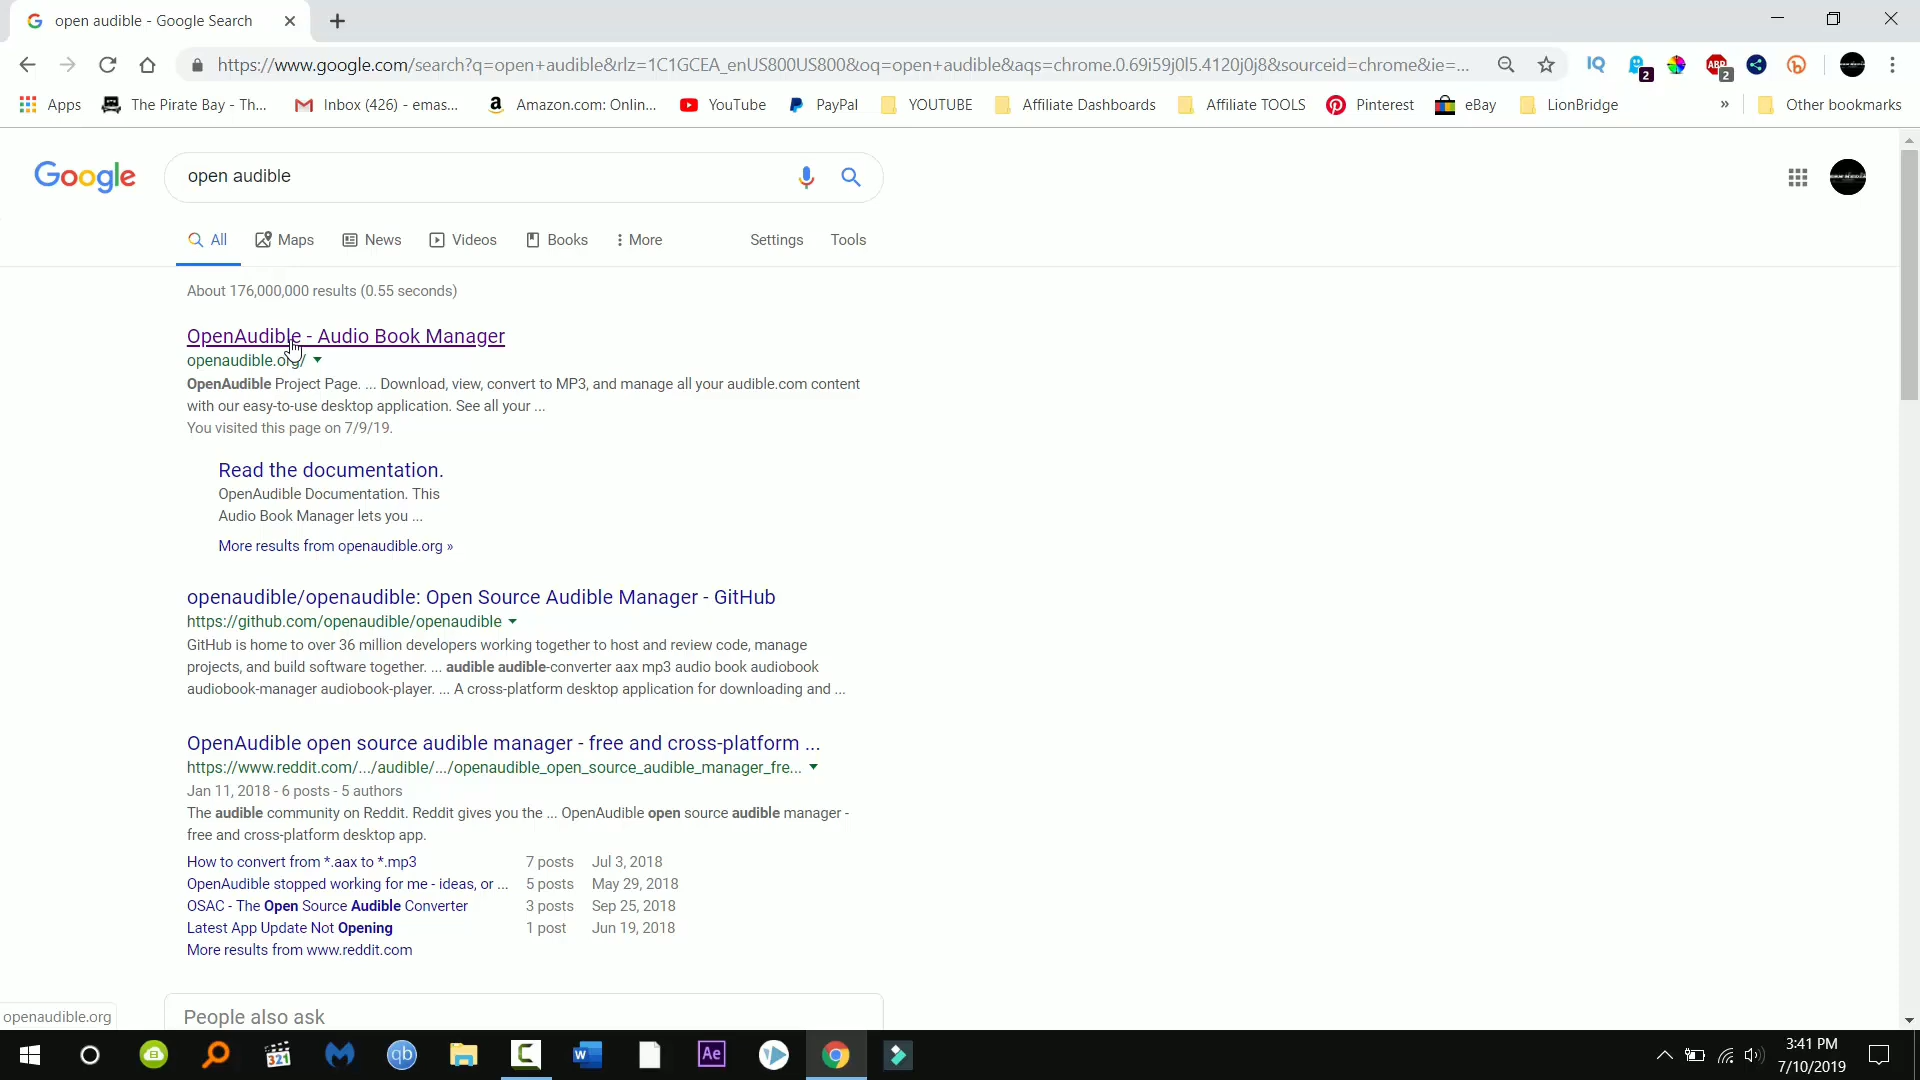 open audible - Google Search
https://www.google.com/search?q=open+audible&rlz=1C1GCEA_enUS800US800&oq=open+audible&aqs=chrome.0.69i59j0l5.4120j0j8&sourceid=chrome&ie=...
2
ABP
2
Apps
The Pirate Bay - Th...
Inbox (426) - emas...
Amazon.com: Onlin...
YouTube
PayPal
YOUTUBE
Affiliate Dashboards
Affiliate TOOLS
Pinterest
eBay
LionBridge
»
Other bookmarks
Google
open audible
All
Maps
News
Videos
Books
More
Settings
Tools
About 176,000,000 results (0.55 seconds)
OpenAudible - Audio Book Manager
openaudible.org/
OpenAudible Project Page. ... Download, view, convert to MP3, and manage all your audible.com content
with our easy-to-use desktop application. See all your ...
You visited this page on 7/9/19.
Read the documentation.
OpenAudible Documentation. This
Audio Book Manager lets you ...
More results from openaudible.org »
openaudible/openaudible: Open Source Audible Manager - GitHub
https://github.com/openaudible/openaudible
GitHub is home to over 36 million developers working together to host and review code, manage
projects, and build software together. ... audible audible-converter aax mp3 audio book audiobook
audiobook-manager audiobook-player. ... A cross-platform desktop application for downloading and ...
OpenAudible open source audible manager - free and cross-platform ...
https://www.reddit.com/.../audible/.../openaudible_open_source_audible_manager_fre...
Jan 11, 2018 - 6 posts - 5 authors
The audible community on Reddit. Reddit gives you the ... OpenAudible open source audible manager -
free and cross-platform desktop app.
How to convert from *.aax to *.mp3 7 posts Jul 3, 2018
OpenAudible stopped working for me - ideas, or ... 5 posts May 29, 2018
OSAC - The Open Source Audible Converter 3 posts Sep 25, 2018
Latest App Update Not Opening 1 post Jun 19, 2018
More results from www.reddit.com
People also ask
openaudible.org
321
qb
W
Ae
3:41 PM
7/10/2019